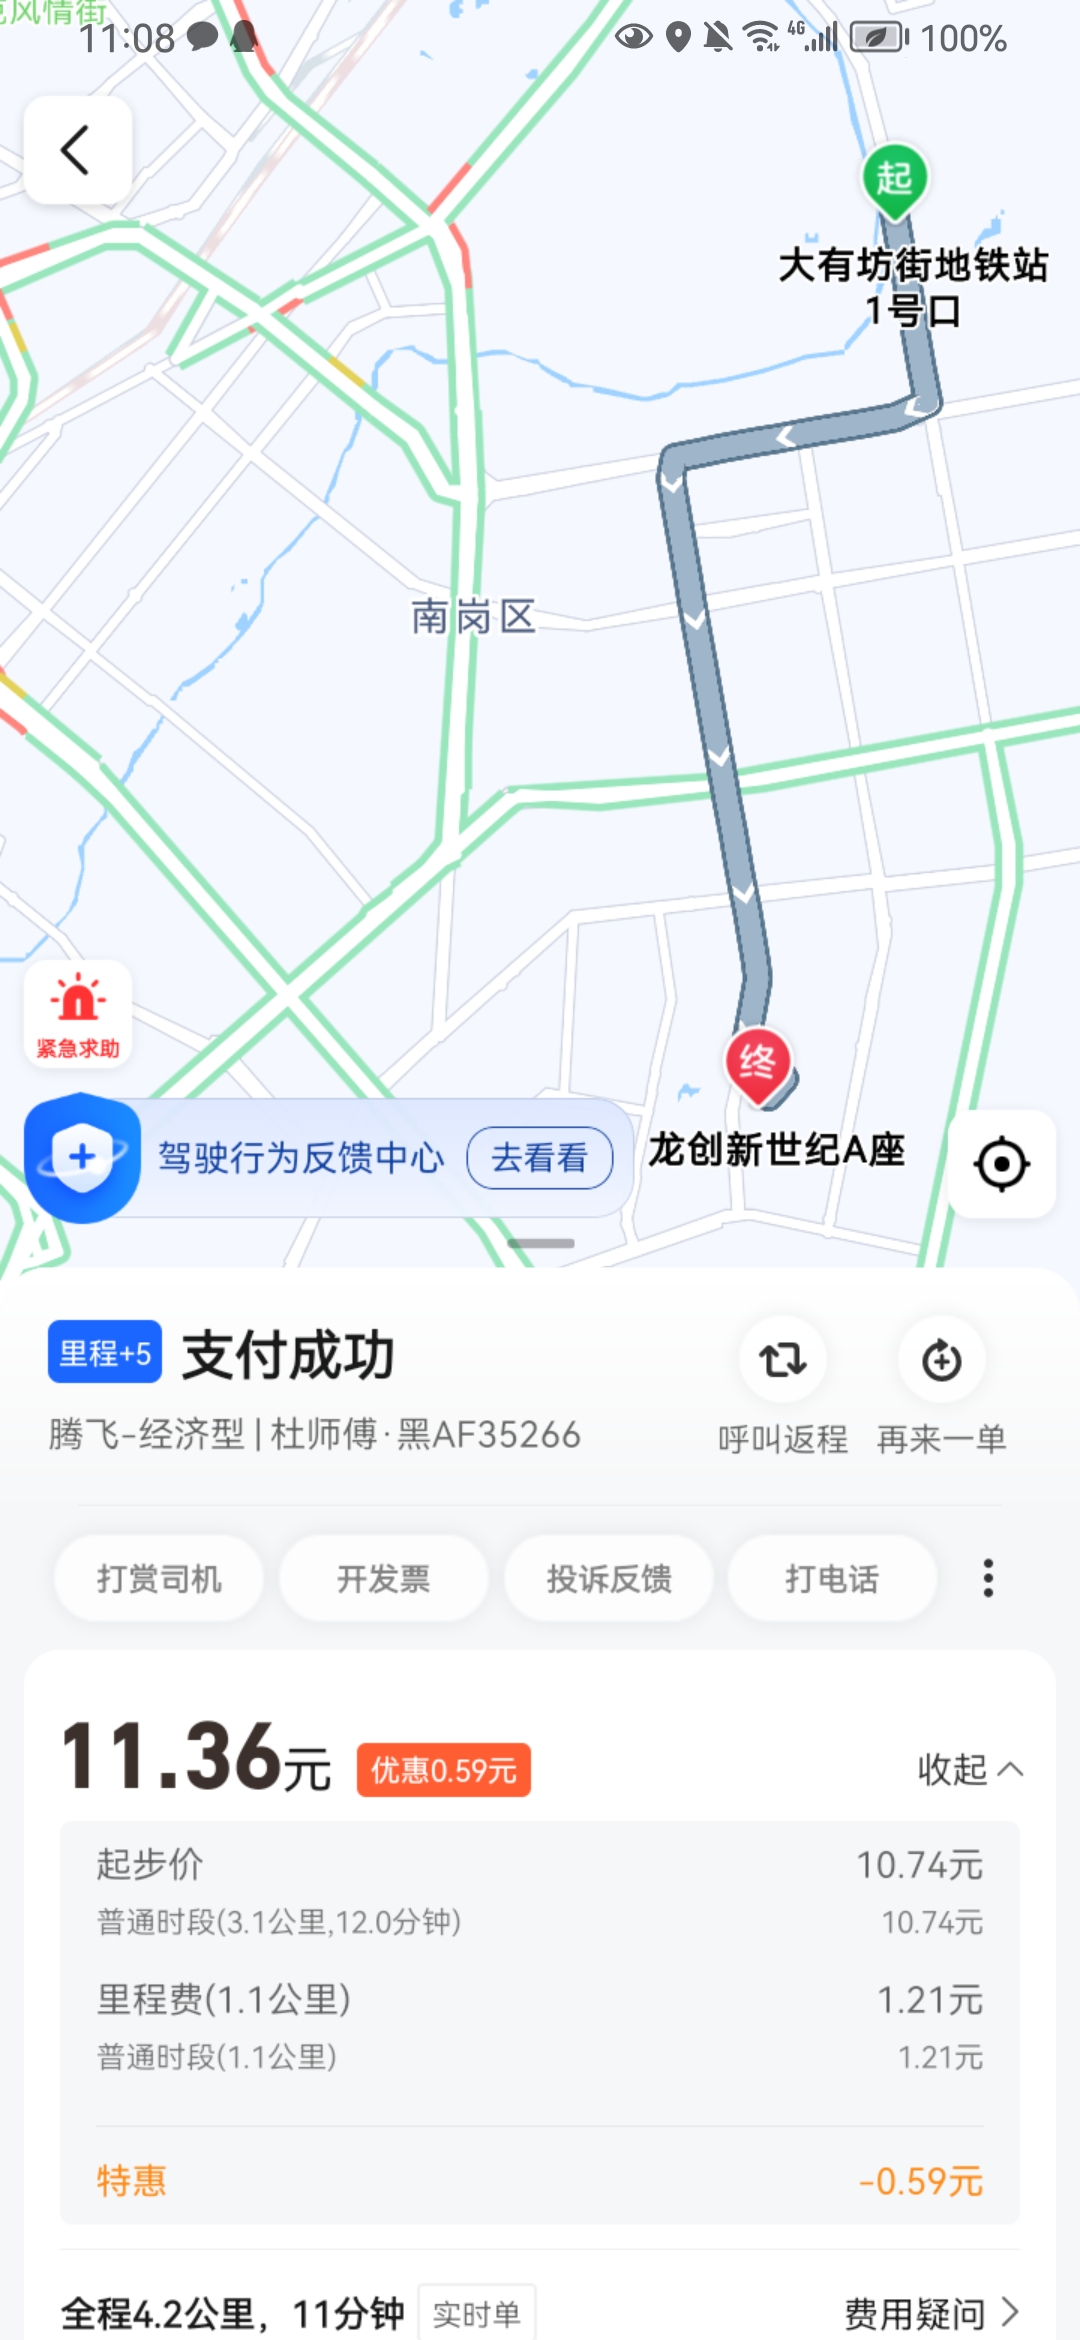 克风情街
11:08
4G
100%
起
大有坊街地铁站
1号口
南岗区
紧急求助
驾驶行为反馈中心
去看看
终
龙创新世纪A座
里程+5
支付成功
腾飞-经济型 | 杜师傅·黑AF35266
呼叫返程
再来一单
打赏司机
开发票
投诉反馈
打电话
11.36元
优惠0.59元
收起
起步价
10.74元
普通时段(3.1公里,12.0分钟)
10.74元
里程费(1.1公里)
1.21元
普通时段(1.1公里)
1.21元
特惠
-0.59元
全程4.2公里，11分钟
实时单
费用疑问